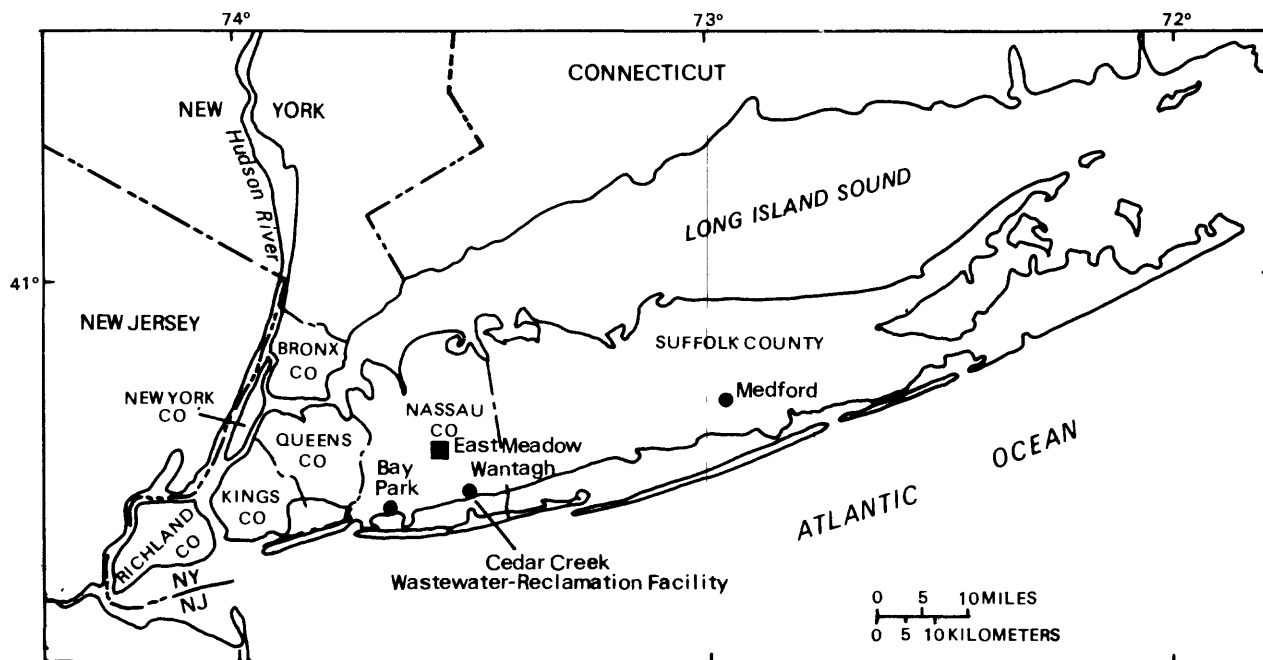 74°
73°
72°
CONNECTICUT
NEW YORK
Hudson River
LONG ISLAND SOUND
41°
NEW JERSEY
BRONX
CO
SUFFOLK COUNTY
NEW YORK
CO
Medford
NASSAU
CO
QUEENS
CO
East Meadow
Wantagh
Bay
Park
KINGS
CO
OCEAN
ATLANTIC
RICHLAND
CO
Cedar Creek
Wastewater-Reclamation Facility
NY
NJ
0 5 10 MILES
0 5 10 KILOMETERS